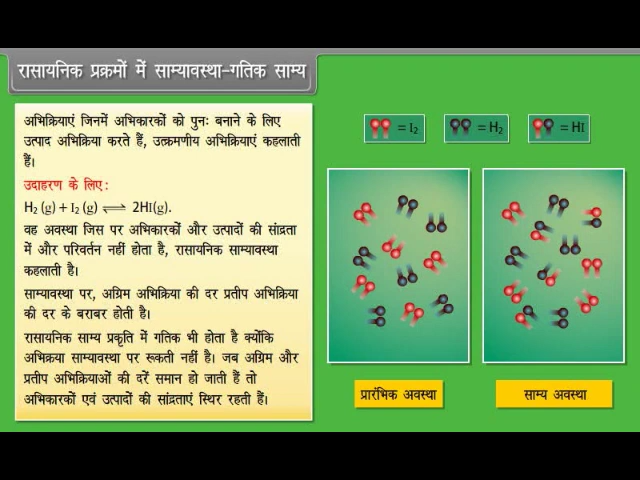 रासायनिक प्रक्रमों में साम्यावस्था-गतिक साम्य
अभिक्रियाएं जिनमें अभिकारकों को पुनः बनाने के लिए
उत्पाद अभिक्रिया करते हैं, उत्क्रमणीय अभिक्रियाएं कहलाती
हैं।
उदाहरण के लिए:
H₂ (g) + I₂ (g) ⇌ 2HI(g).
वह अवस्था जिस पर अभिकारकों और उत्पादों की सांद्रता
में और परिवर्तन नहीं होता है, रासायनिक साम्यावस्था
कहलाती है।
साम्यावस्था पर, अग्रिम अभिक्रिया की दर प्रतीप अभिक्रिया
की दर के बराबर होती है।
रासायनिक साम्य प्रकृति में गतिक भी होता है क्योंकि
अभिक्रया साम्यावस्था पर रूकती नहीं है। जब अग्रिम और
प्रतीप अभिक्रियाओं की दरें समान हो जाती हैं तो
अभिकारकों एवं उत्पादों की सांद्रताएं स्थिर रहती हैं।
= I₂
= H₂
= HI
प्रारंभिक अवस्था
साम्य अवस्था